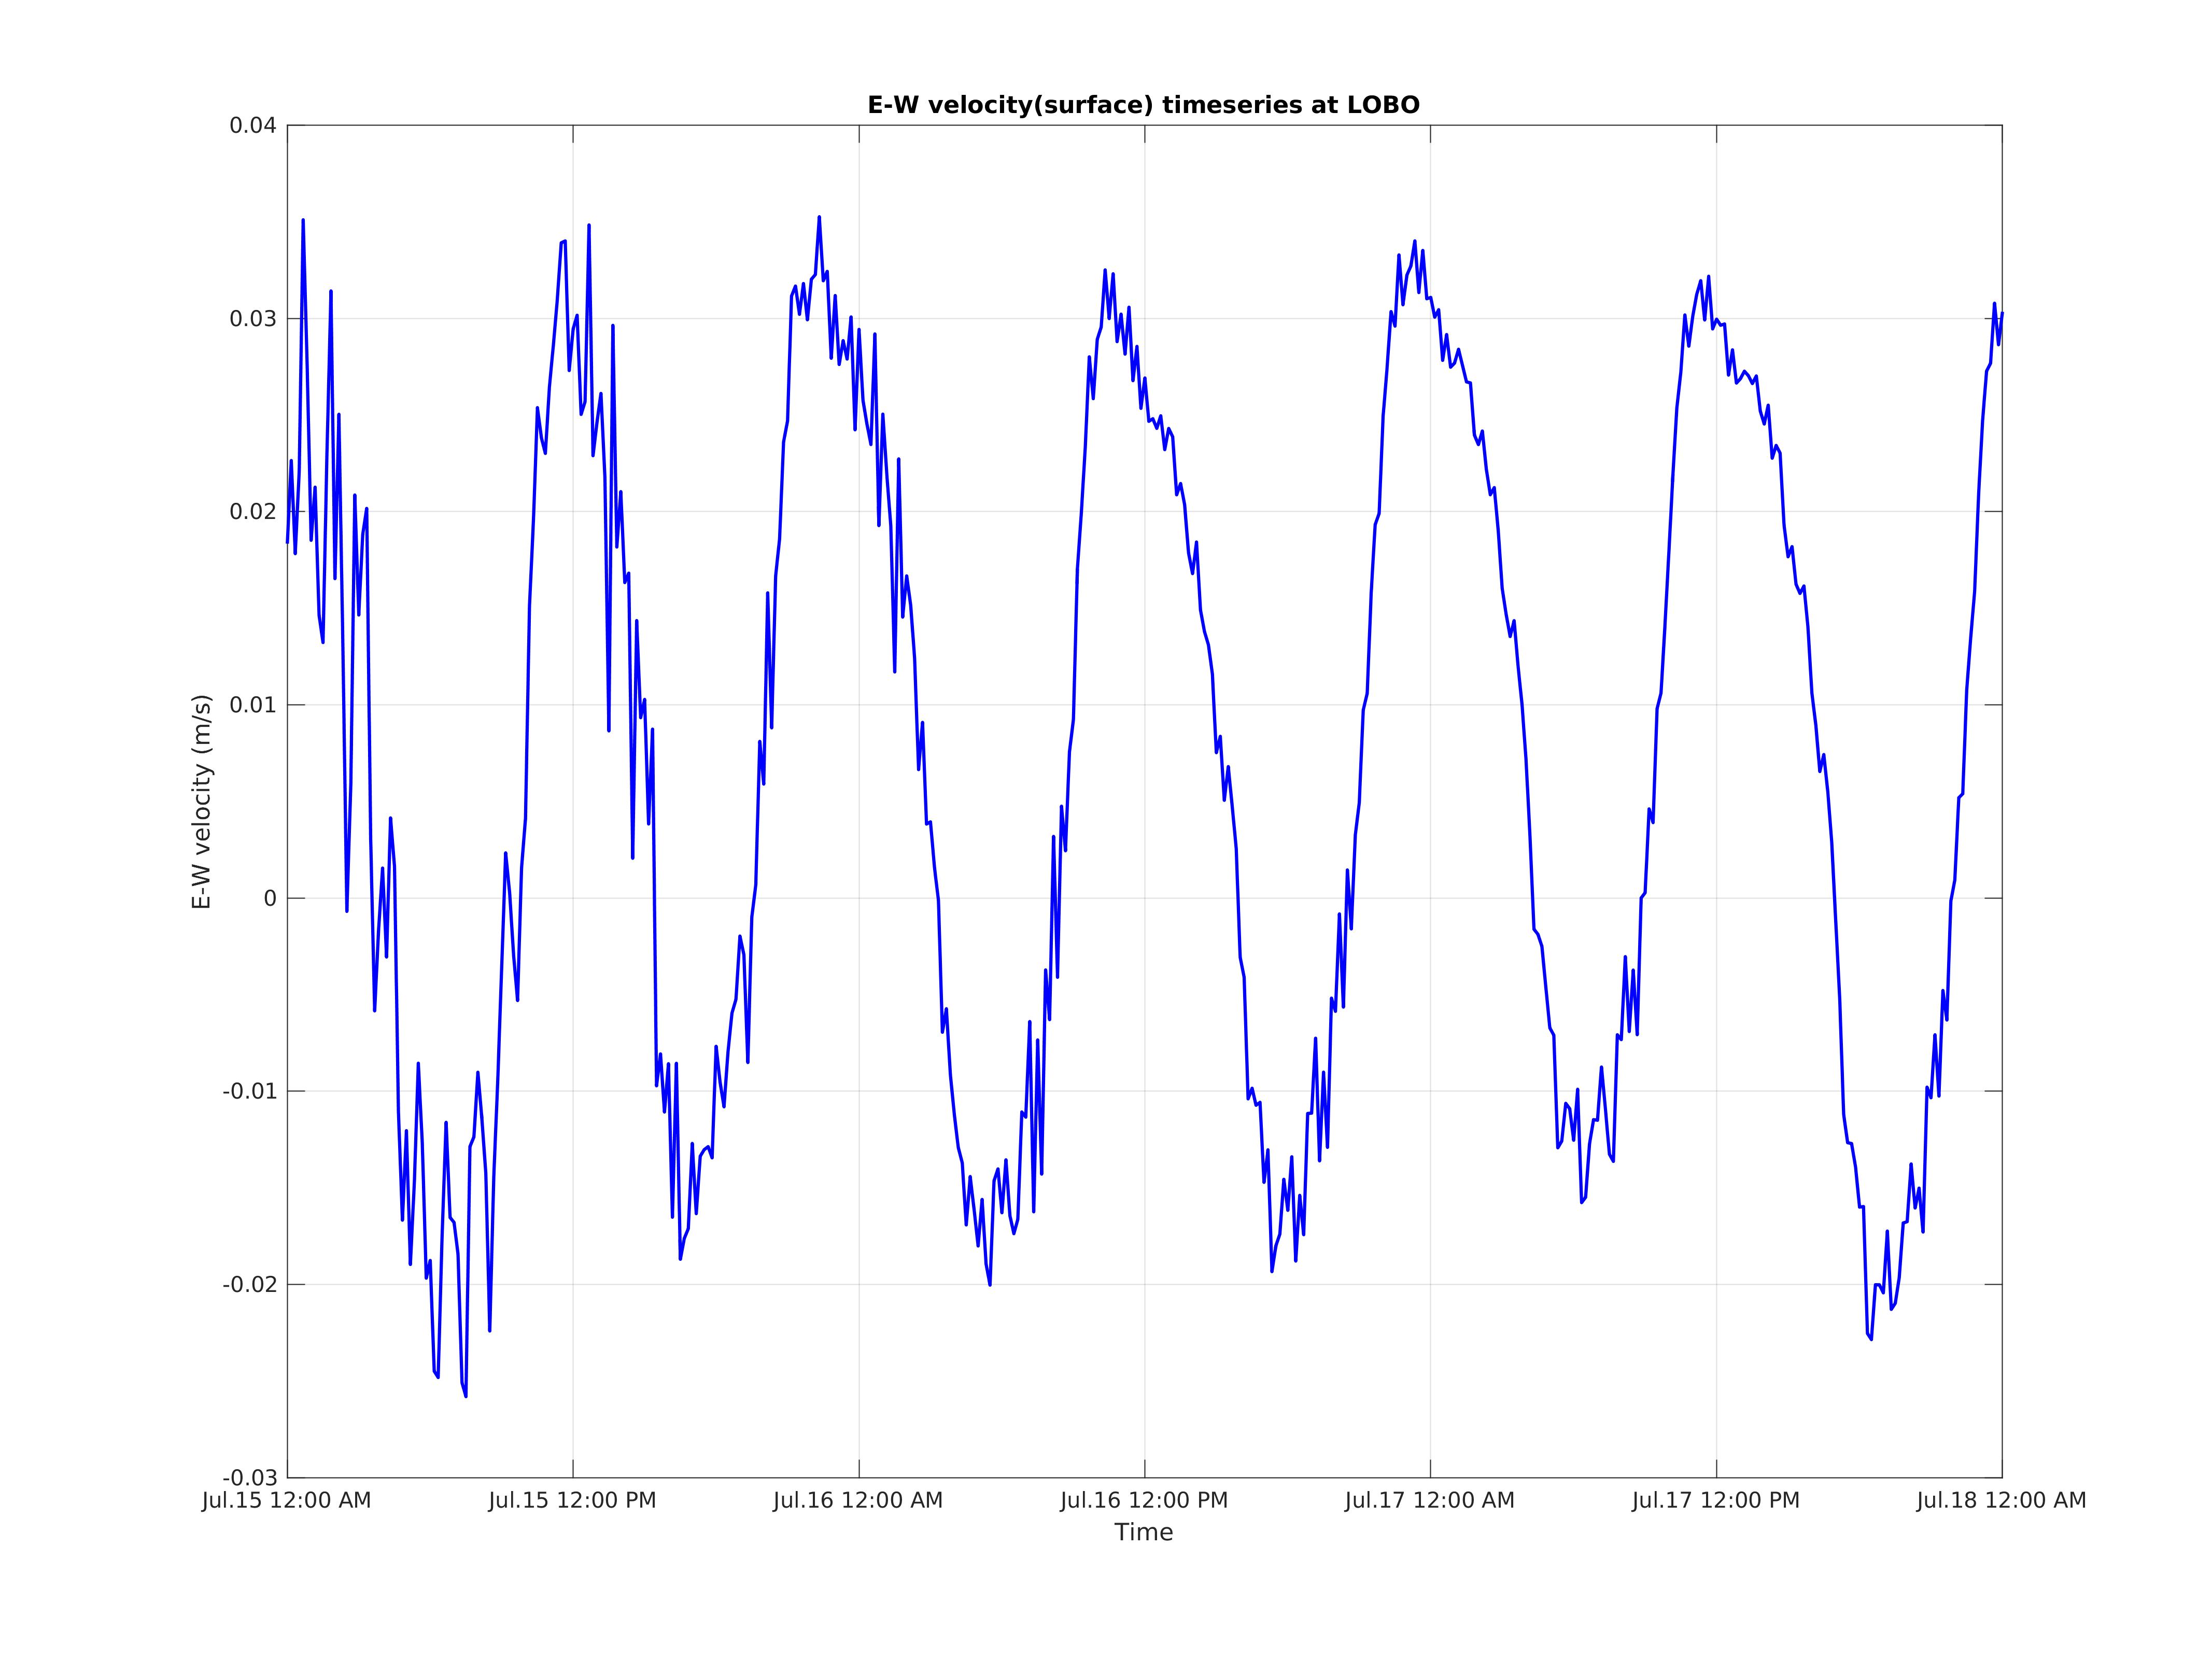 E-W velocity(surface) timeseries at LOBO
0.04
0.03
0.02
0.01
0
-0.01
-0.02
-0.03
E-W velocity (m/s)
Jul.15 12:00 AM Jul.15 12:00 PM Jul.16 12:00 AM Jul.16 12:00 PM Jul.17 12:00 AM Jul.17 12:00 PM Jul.18 12:00 AM
Time